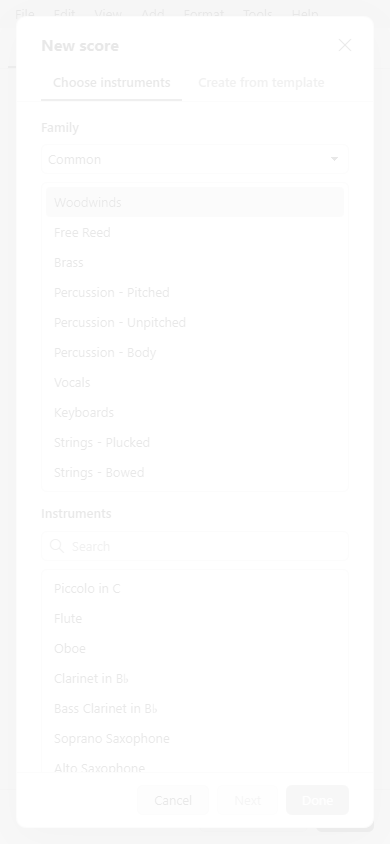 File Edit View Add Format Tools Help
New score
Choose instruments Create from template
Family
Common
Woodwinds
Free Reed
Brass
Percussion - Pitched
Percussion - Unpitched
Percussion - Body
Vocals
Keyboards
Strings - Plucked
Strings - Bowed
Instruments
Search
Piccolo in C
Flute
Oboe
Clarinet in B♭
Bass Clarinet in B♭
Soprano Saxophone
Alto Saxophone
Cancel Next Done